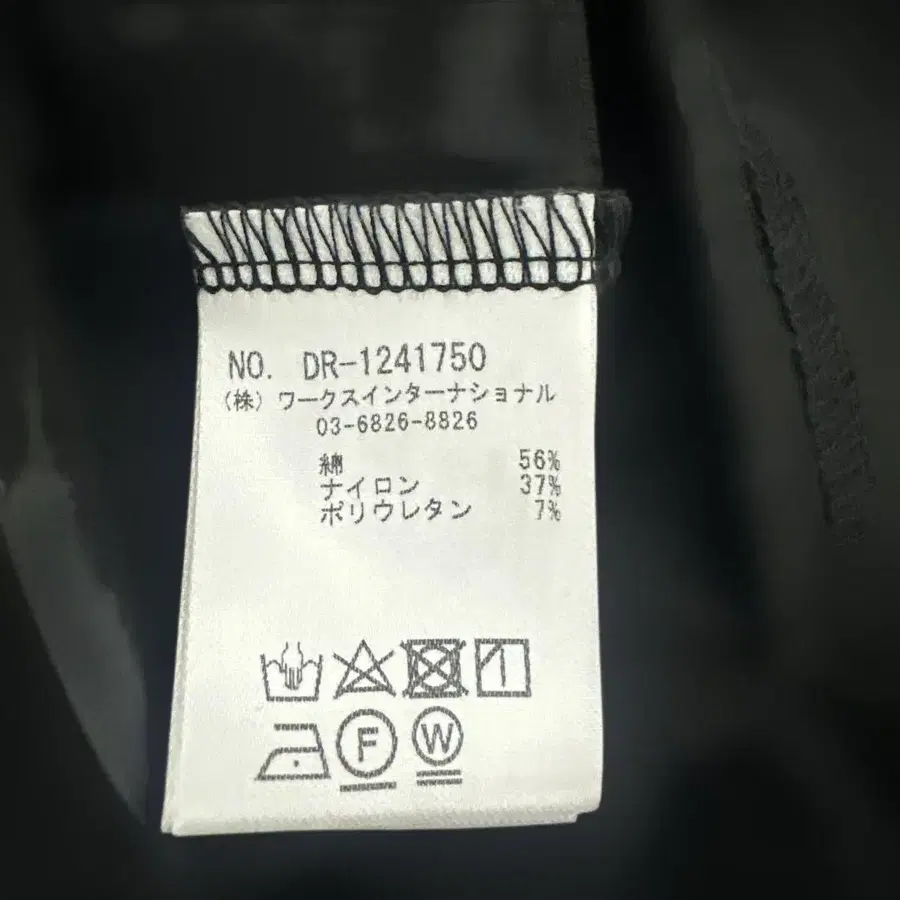 NO. DR-1241750
(株)ワークスインターナショナル
03-6826-8826
綿 56%
ナイロン 37%
ポリウレタン 7%
F W